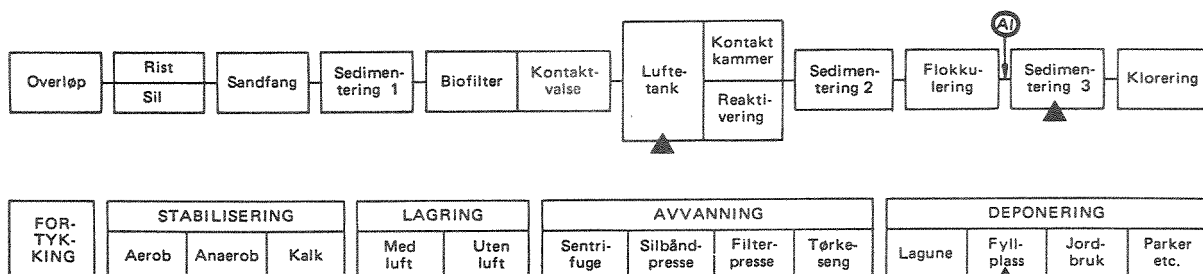 Al
Overløp
Rist
Sil
Sandfang
Sedimen-
tering 1
Biofilter
Kontakt-
valse
Lufte-
tank
Kontakt
kammer
Reakti-
vering
Sedimen-
tering 2
Flokku-
lering
Sedimen-
tering 3
Klorering
FOR-
TYK-
KING
STABILISERING
Aerob
Anaerob
Kalk
LAGRING
Med
luft
Uten
luft
AVVANNING
Sentri-
fuge
Silbånd-
presse
Filter-
presse
Tørke-
seng
DEPONERING
Lagune
Fyll-
plass
Jord-
bruk
Parker
etc.